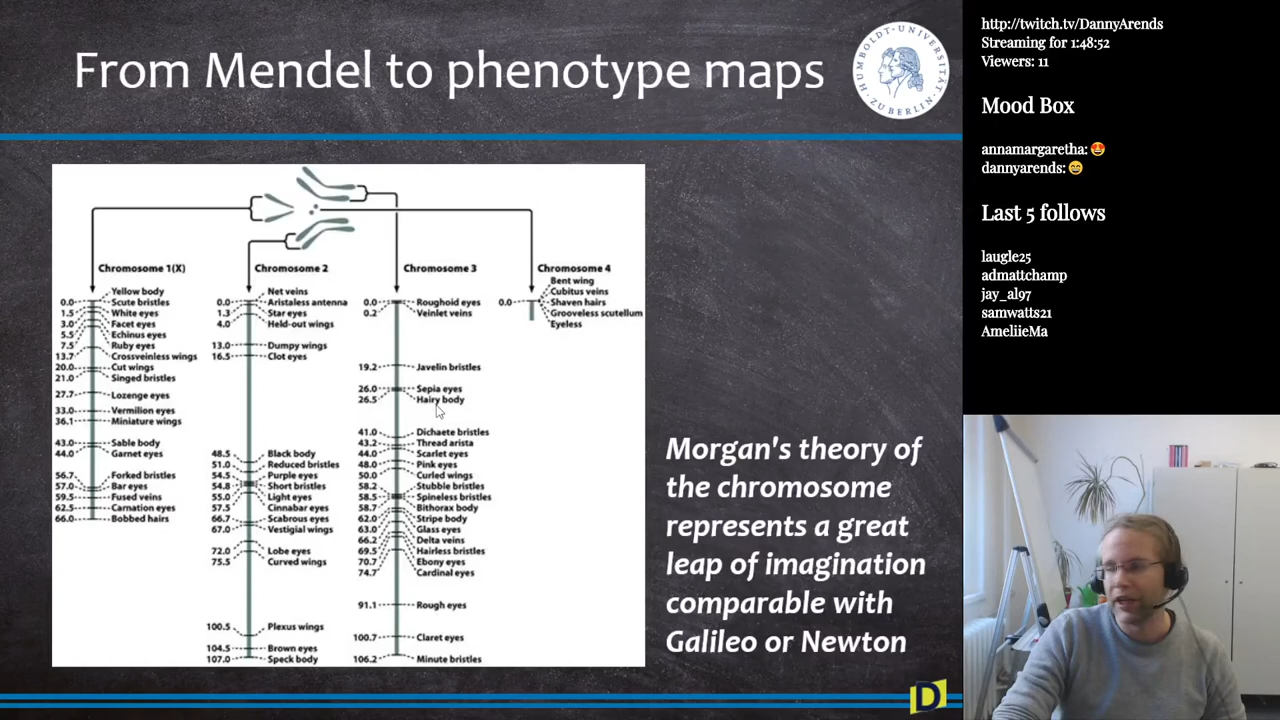 From Mendel to phenotype maps
HUMBOLDT-UNIVERSITÄT
ZU BERLIN
Chromosome 1(X)
Yellow body
0.0 Scute bristles
1.5 White eyes
3.0 Facet eyes
5.5 Echinus eyes
7.5 Ruby eyes
13.7 Crossveinless wings
20.0 Cut wings
21.0 Singed bristles
27.7 Lozenge eyes
33.0 Vermilion eyes
36.1 Miniature wings
43.0 Sable body
44.0 Garnet eyes
56.7 Forked bristles
57.0 Bar eyes
59.5 Fused veins
62.5 Carnation eyes
66.0 Bobbed hairs
Chromosome 2
Net veins
0.0 Aristaless antenna
1.3 Star eyes
4.0 Held-out wings
13.0 Dumpy wings
16.5 Clot eyes
48.5 Black body
51.0 Reduced bristles
54.5 Purple eyes
54.8 Short bristles
55.0 Light eyes
57.5 Cinnabar eyes
66.7 Scabrous eyes
67.0 Vestigial wings
72.0 Lobe eyes
75.5 Curved wings
100.5 Plexus wings
104.5 Brown eyes
107.0 Speck body
Chromosome 3
0.0 Roughoid eyes
0.2 Veinlet veins
19.2 Javelin bristles
26.0 Sepia eyes
26.5 Hairy body
41.0 Dichaete bristles
43.2 Thread arista
44.0 Scarlet eyes
48.0 Pink eyes
50.0 Curled wings
58.2 Stubble bristles
58.5 Spineless bristles
58.7 Bithorax body
62.0 Stripe body
63.0 Glass eyes
66.2 Delta veins
69.5 Hairless bristles
70.7 Ebony eyes
74.7 Cardinal eyes
91.1 Rough eyes
100.7 Claret eyes
106.2 Minute bristles
Chromosome 4
Bent wing
Cubitus veins
0.0 Shaven hairs
Grooveless scutellum
Eyeless
Morgan's theory of
the chromosome
represents a great
leap of imagination
comparable with
Galileo or Newton
D
http://twitch.tv/DannyArends
Streaming for 1:48:52
Viewers: 11
Mood Box
annamargaretha: 😍
dannyarends: 😄
Last 5 follows
laugle25
admattchamp
jay_al97
samwatts21
AmeliieMa